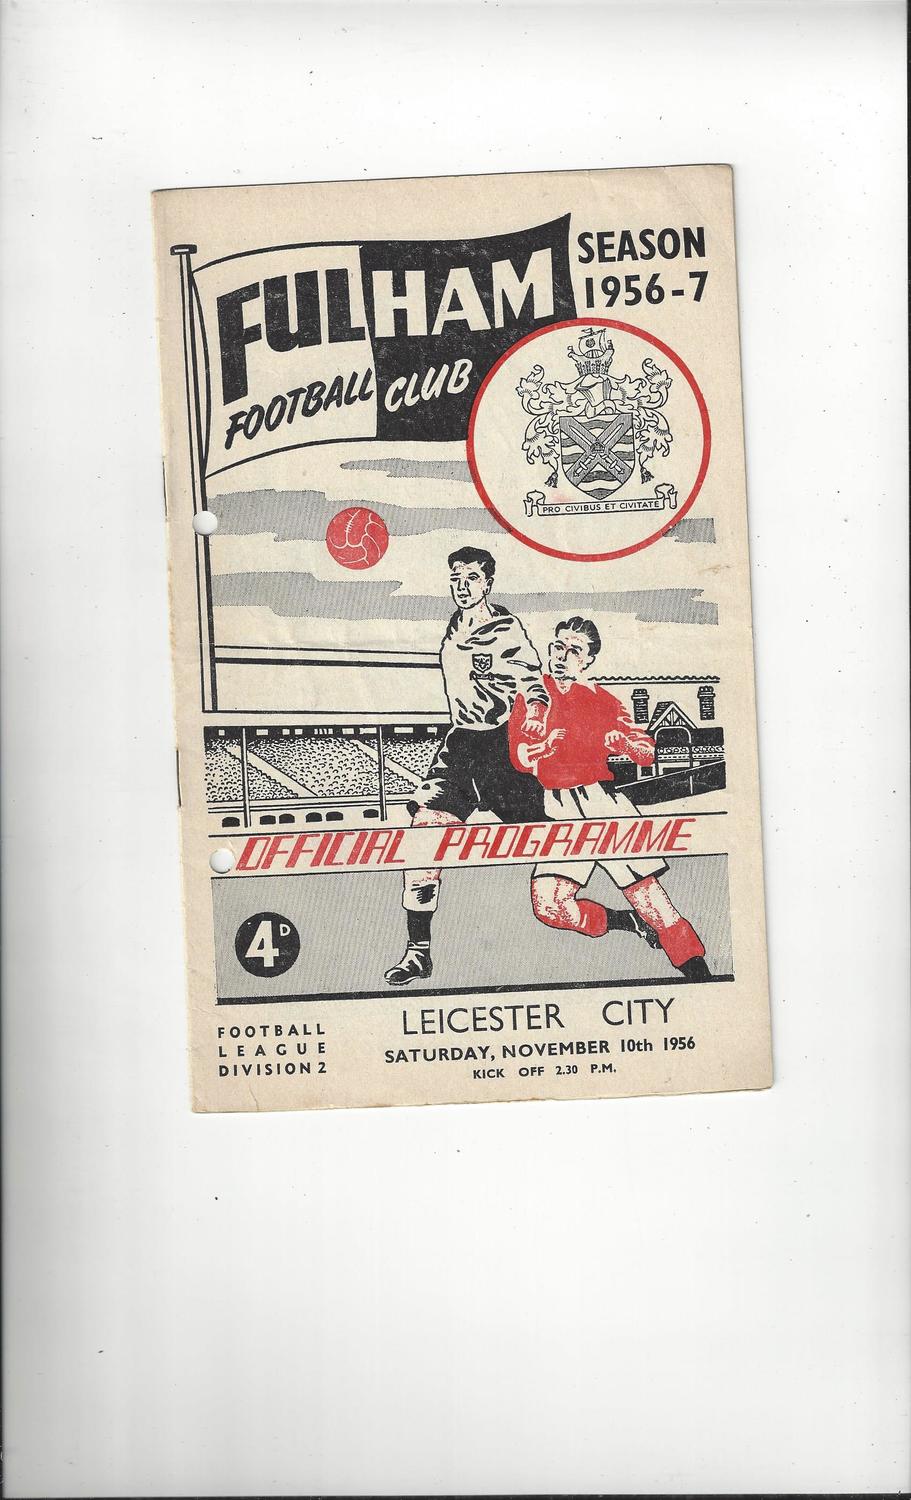 FULHAM
FOOTBALL CLUB
SEASON
1956-7
PRO CIVIBUS ET CIVITATE
OFFICIAL PROGRAMME
4D
FOOTBALL
LEAGUE
DIVISION 2
LEICESTER CITY
SATURDAY, NOVEMBER 10th 1956
KICK OFF 2.30 P.M.